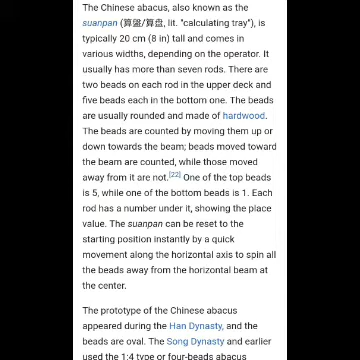 The Chinese abacus, also known as the
suanpan (算盤/算盘, lit. "calculating tray"), is
typically 20 cm (8 in) tall and comes in
various widths, depending on the operator. It
usually has more than seven rods. There are
two beads on each rod in the upper deck and
five beads each in the bottom one. The beads
are usually rounded and made of hardwood.
The beads are counted by moving them up or
down towards the beam; beads moved toward
the beam are counted, while those moved
away from it are not.[22] One of the top beads
is 5, while one of the bottom beads is 1. Each
rod has a number under it, showing the place
value. The suanpan can be reset to the
starting position instantly by a quick
movement along the horizontal axis to spin all
the beads away from the horizontal beam at
the center.
The prototype of the Chinese abacus
appeared during the Han Dynasty, and the
beads are oval. The Song Dynasty and earlier
used the 1:4 type or four-beads abacus